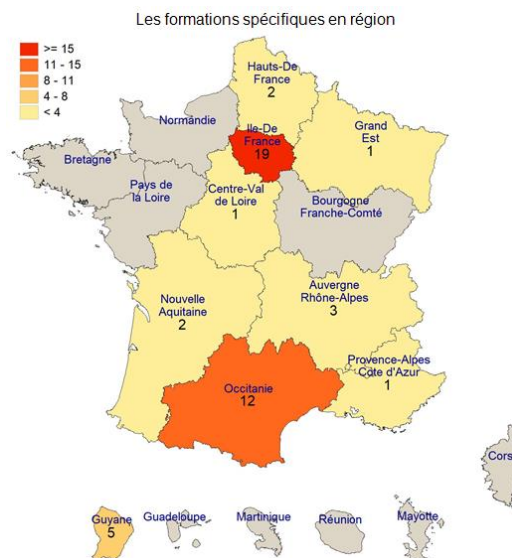 Les formations spécifiques en région
>= 15
11 - 15
8 - 11
4 - 8
< 4
Hauts-De
France
2
Normandie
Ile-De
France
19
Grand
Est
1
Bretagne
Pays de
la Loire
Centre-Val
de Loire
1
Bourgogne
Franche-Comté
Nouvelle
Aquitaine
2
Auvergne
Rhône-Alpes
3
Provence-Alpes
Côte d'Azur
1
Occitanie
12
Cors
Guyane
5
Guadeloupe
Martinique
Réunion
Mayotte